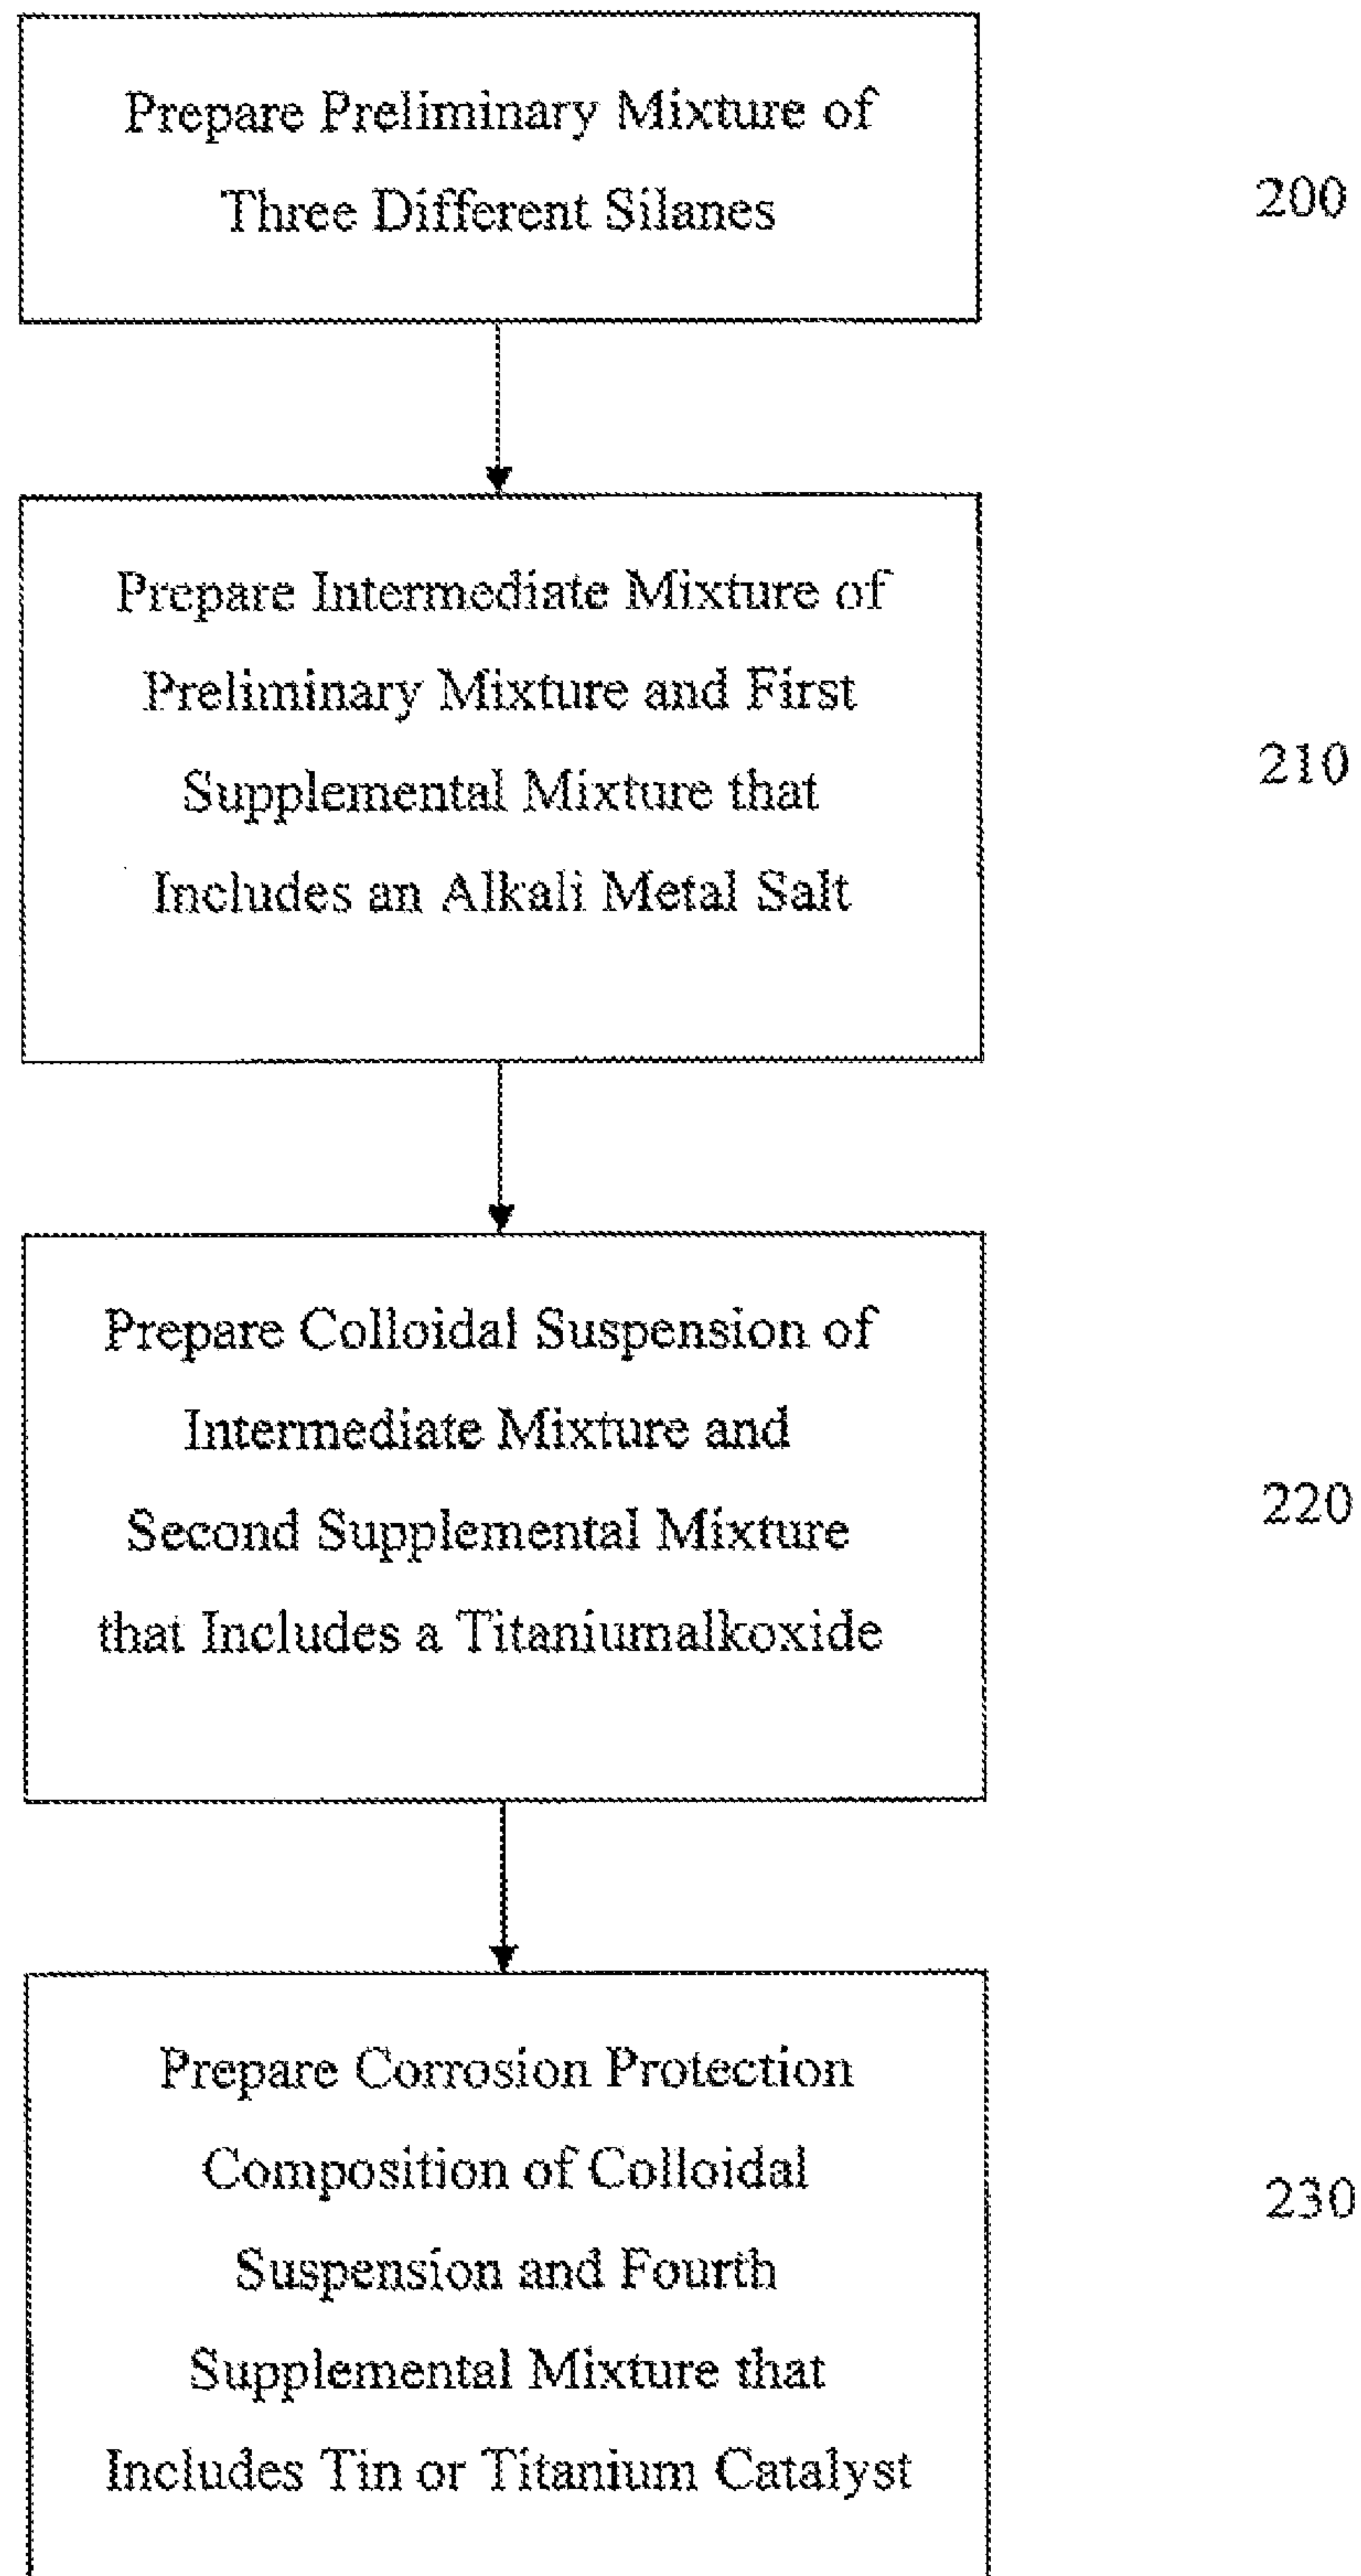 Prepare Preliminary Mixture of
Three Different Silanes
200
Prepare Intermediate Mixture of
Preliminary Mixture and First
Supplemental Mixture that
Includes an Alkali Metal Salt
210
Prepare Colloidal Suspension of
Intermediate Mixture and
Second Supplemental Mixture
that Includes a Titaniumalkoxide
220
Prepare Corrosion Protection
Composition of Colloidal
Suspension and Fourth
Supplemental Mixture that
Includes Tin or Titanium Catalyst
230